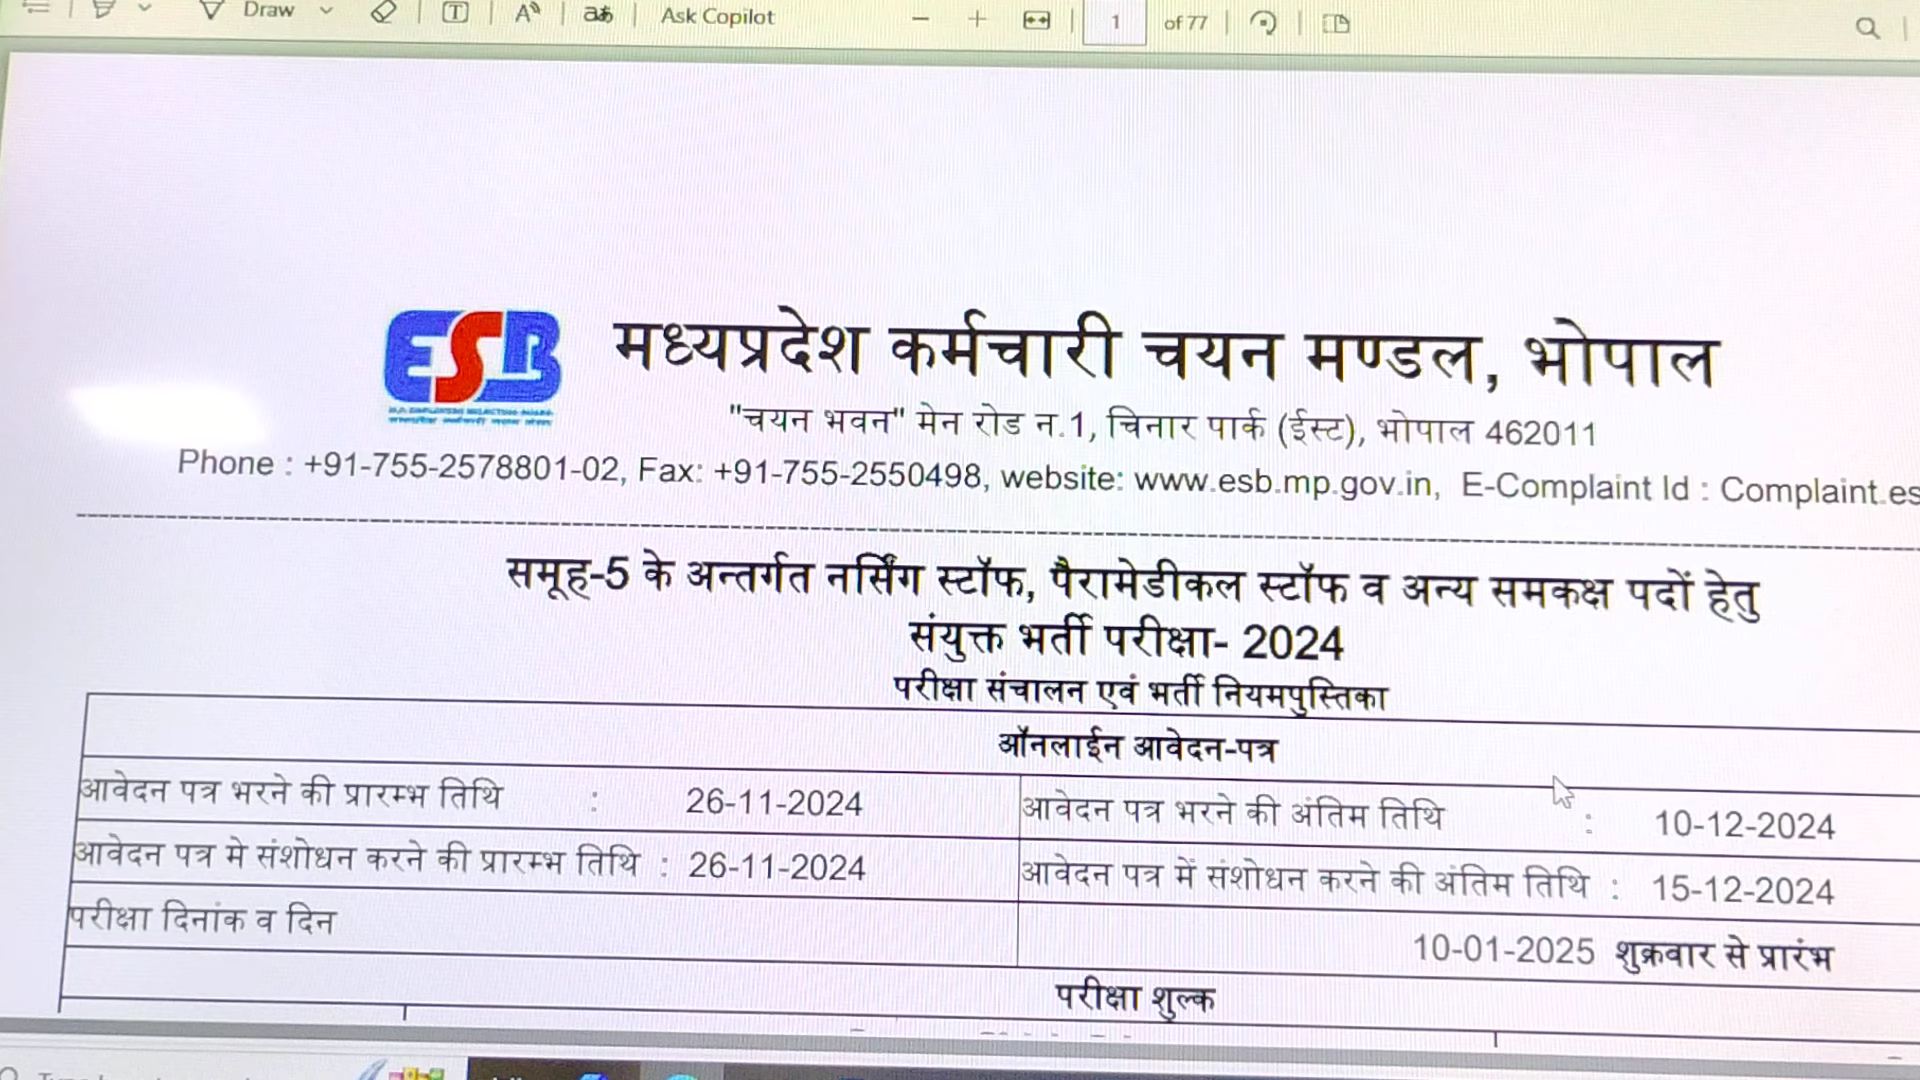 Draw
Ask Copilot
1 of 77
ESB
मध्यप्रदेश कर्मचारी चयन मण्डल, भोपाल
"चयन भवन" मेन रोड न.1, चिनार पार्क (ईस्ट), भोपाल 462011
Phone : +91-755-2578801-02, Fax: +91-755-2550498, website: www.esb.mp.gov.in, E-Complaint Id : Complaint.es
समूह-5 के अन्तर्गत नर्सिंग स्टॉफ, पैरामेडीकल स्टॉफ व अन्य समकक्ष पदों हेतु
संयुक्त भर्ती परीक्षा- 2024
परीक्षा संचालन एवं भर्ती नियमपुस्तिका
ऑनलाईन आवेदन-पत्र
आवेदन पत्र भरने की प्रारम्भ तिथि : 26-11-2024 आवेदन पत्र भरने की अंतिम तिथि : 10-12-2024
आवेदन पत्र मे संशोधन करने की प्रारम्भ तिथि : 26-11-2024 आवेदन पत्र में संशोधन करने की अंतिम तिथि : 15-12-2024
परीक्षा दिनांक व दिन 10-01-2025 शुक्रवार से प्रारंभ
परीक्षा शुल्क